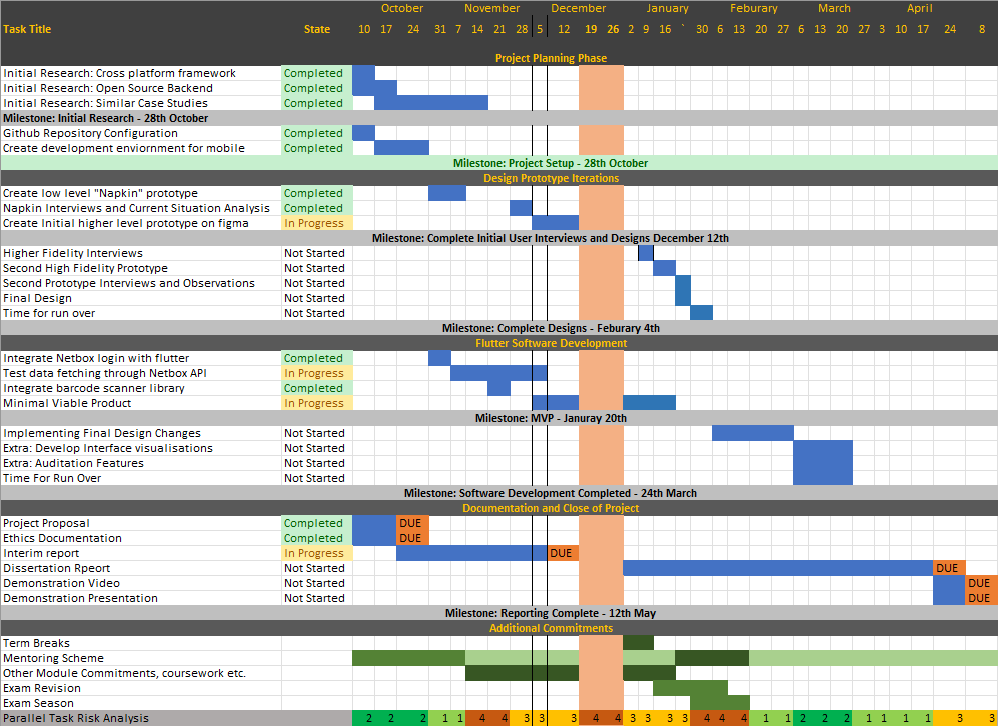 October November December January Feburary March April
Task Title State 10 17 24 31 7 14 21 28 5 12 19 26 2 9 16 ` 30 6 13 20 27 6 13 20 27 3 10 17 24 8
Project Planning Phase
Initial Research: Cross platform framework Completed
Initial Research: Open Source Backend Completed
Initial Research: Similar Case Studies Completed
Milestone: Initial Research - 28th October
Github Repository Configuration Completed
Create development enviornment for mobile Completed
Milestone: Project Setup - 28th October
Design Prototype Iterations
Create low level "Napkin" prototype Completed
Napkin Interviews and Current Situation Analysis Completed
Create Initial higher level prototype on figma In Progress
Milestone: Complete Initial User Interviews and Designs December 12th
Higher Fidelity Interviews Not Started
Second High Fidelity Prototype Not Started
Second Prototype Interviews and Observations Not Started
Final Design Not Started
Time for run over Not Started
Milestone: Complete Designs - Feburary 4th
Flutter Software Development
Integrate Netbox login with flutter Completed
Test data fetching through Netbox API In Progress
Integrate barcode scanner library Completed
Minimal Viable Product In Progress
Milestone: MVP - Januray 20th
Implementing Final Design Changes Not Started
Extra: Develop Interface visualisations Not Started
Extra: Auditation Features Not Started
Time For Run Over Not Started
Milestone: Software Development Completed - 24th March
Documentation and Close of Project
Project Proposal Completed DUE
Ethics Documentation Completed DUE
Interim report In Progress DUE
Dissertation Rpeort Not Started DUE
Demonstration Video Not Started DUE
Demonstration Presentation Not Started DUE
Milestone: Reporting Complete - 12th May
Additional Commitments
Term Breaks
Mentoring Scheme
Other Module Commitments, coursework etc.
Exam Revision
Exam Season
Parallel Task Risk Analysis 2 2 2 1 1 4 4 3 3 3 4 4 3 3 3 3 4 4 4 1 1 2 2 2 1 1 1 1 3 3